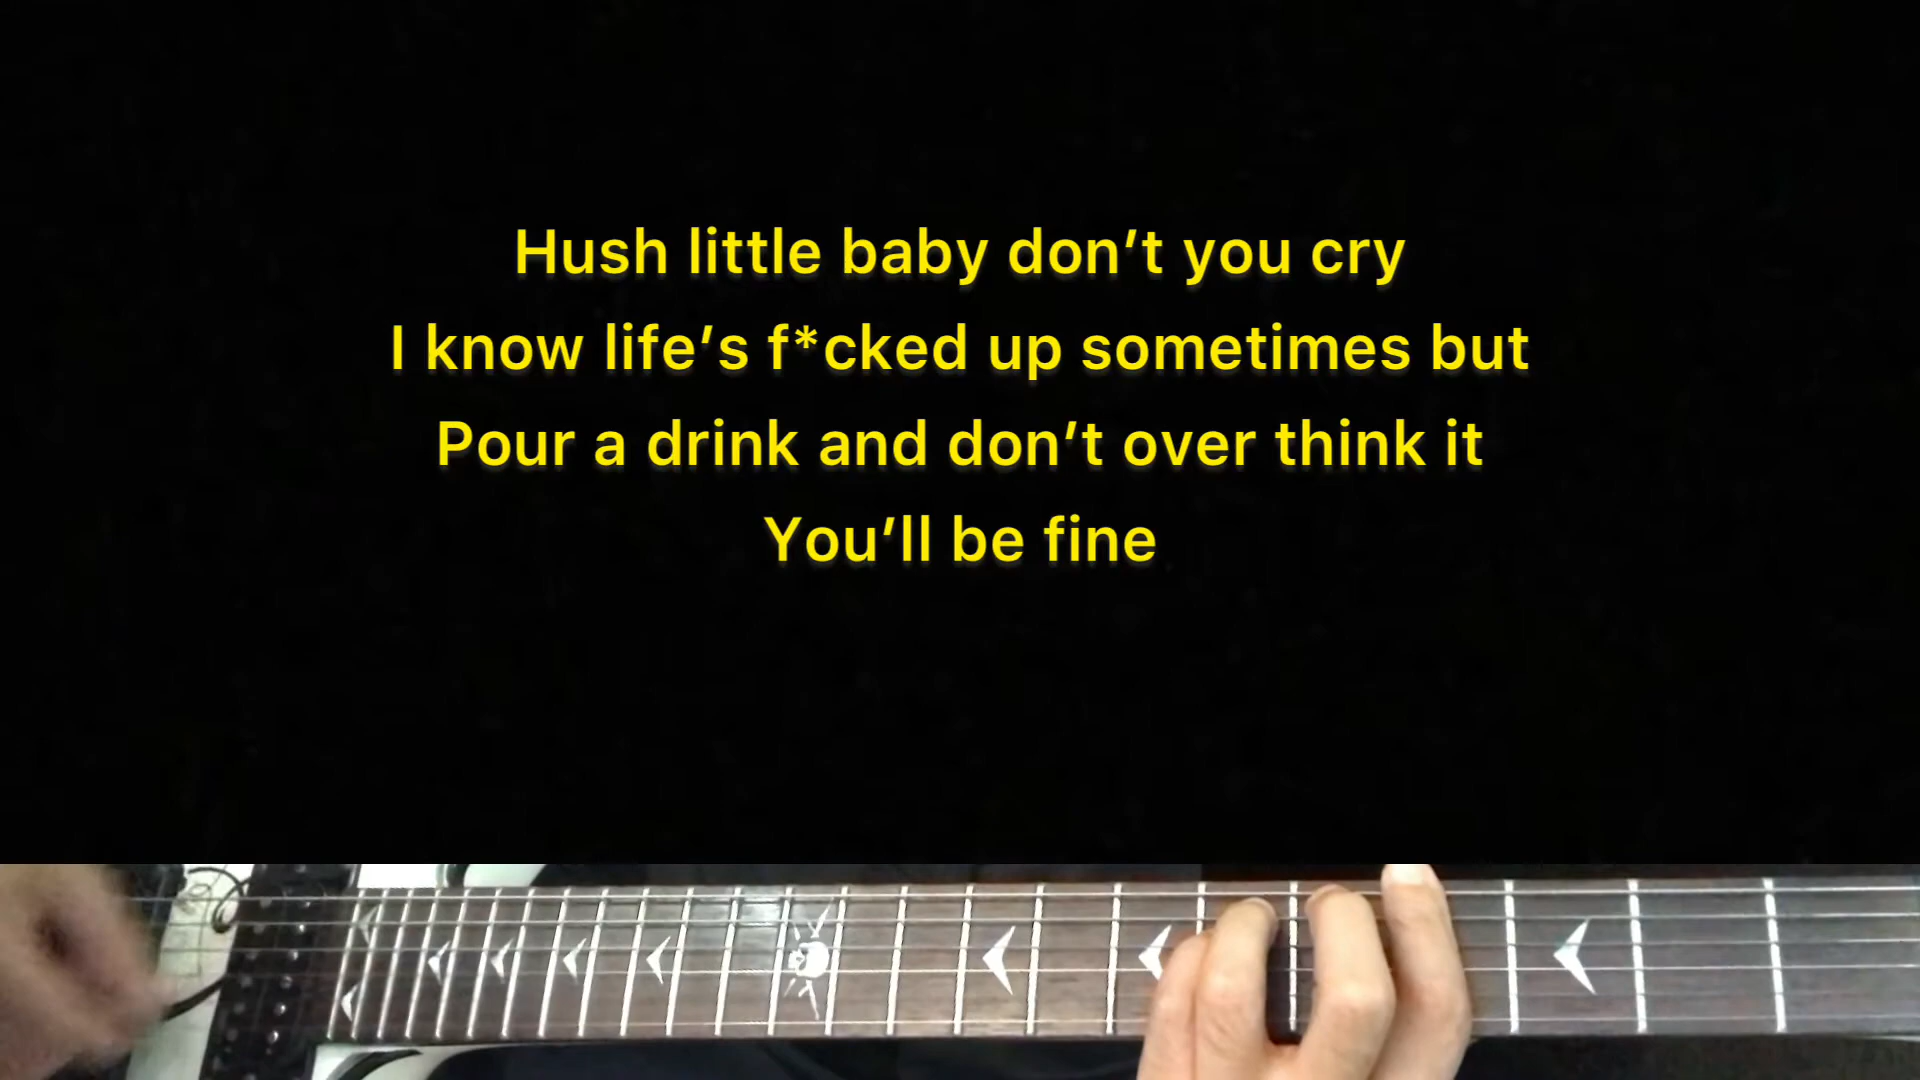 Hush little baby don’t you cry
I know life’s f*cked up sometimes but
Pour a drink and don’t over think it
You’ll be fine